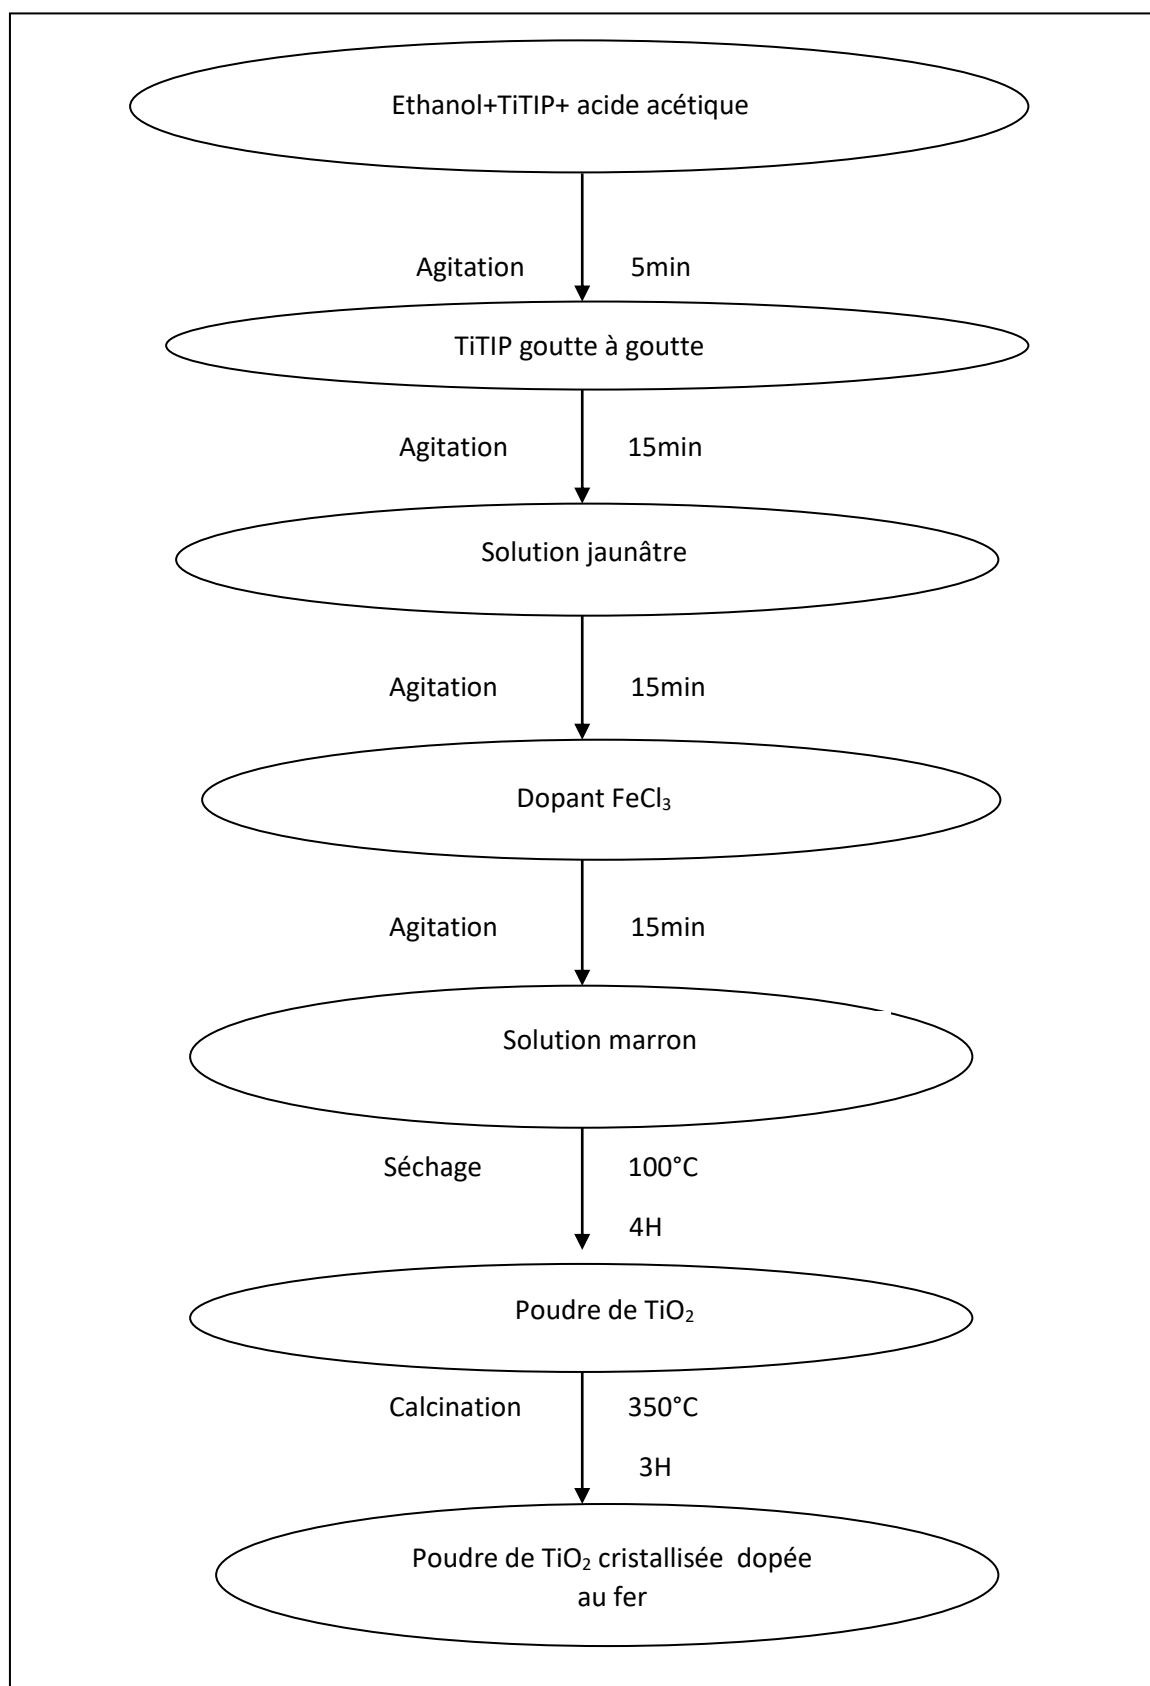 Ethanol+TiTIP+ acide acétique
Agitation 5min
TiTIP goutte à goutte
Agitation 15min
Solution jaunâtre
Agitation 15min
Dopant FeCl₃
Agitation 15min
Solution marron
Séchage 100°C
4H
Poudre de TiO₂
Calcination 350°C
3H
Poudre de TiO₂ cristallisée dopée
au fer